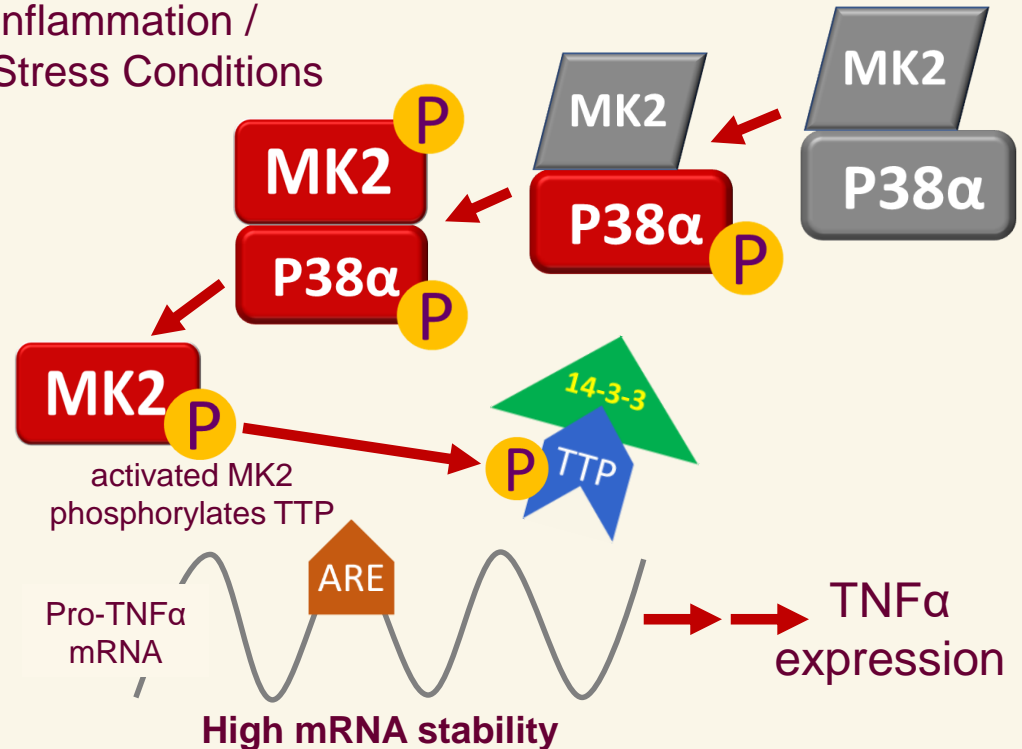 nflammation /
Stress Conditions
MK2
P38α
MK2
P38α
P
P
MK2
P38α
P
MK2
P
activated MK2
phosphorylates TTP
14-3-3
P
TTP
ARE
Pro-TNFα
mRNA
TNFα
expression
High mRNA stability